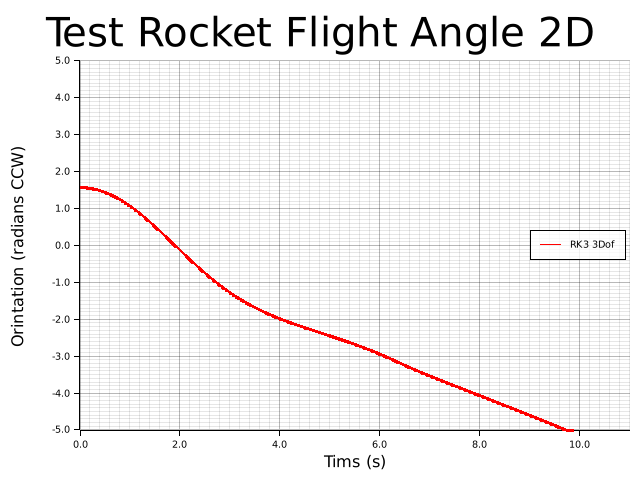 Test Rocket Flight Angle 2D
5.0
4.0
3.0
2.0
1.0
0.0
-1.0
-2.0
-3.0
-4.0
-5.0
Orintation (radians CCW)
RK3 3Dof
0.0 2.0 4.0 6.0 8.0 10.0
Tims (s)